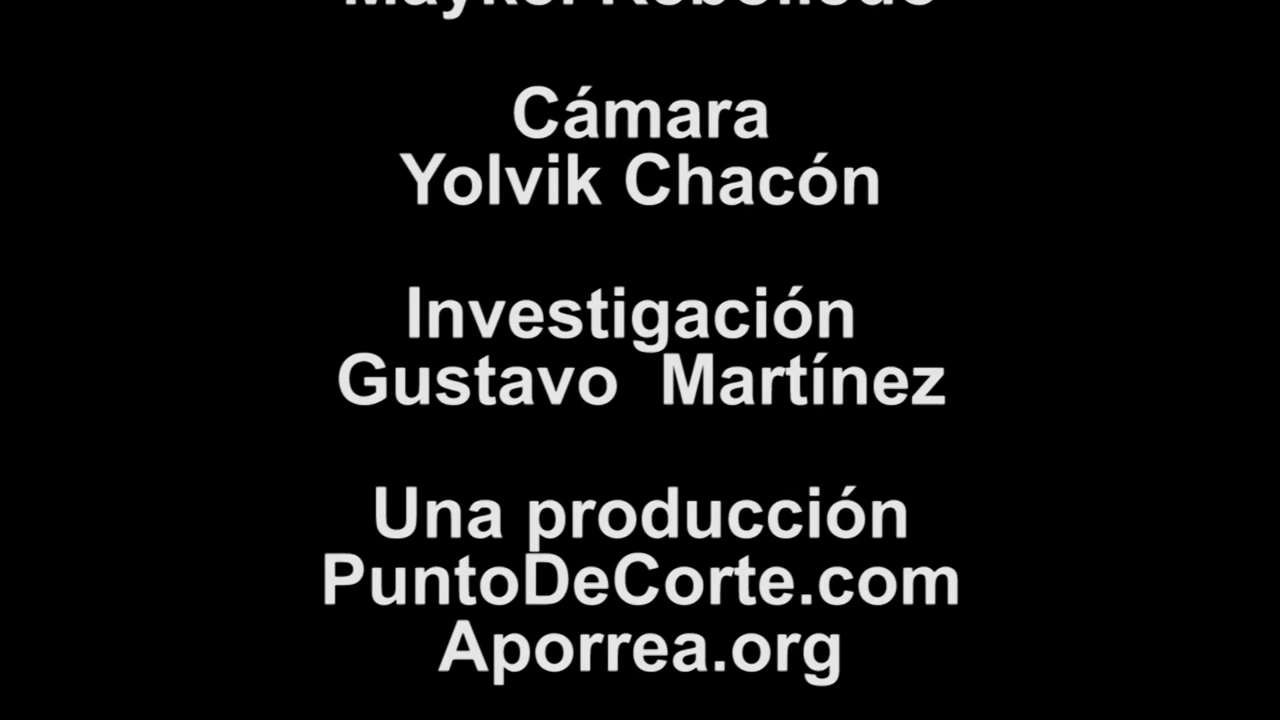 Cámara
Yolvik Chacón
Investigación
Gustavo Martínez
Una producción
PuntoDeCorte.com
Aporrea.org